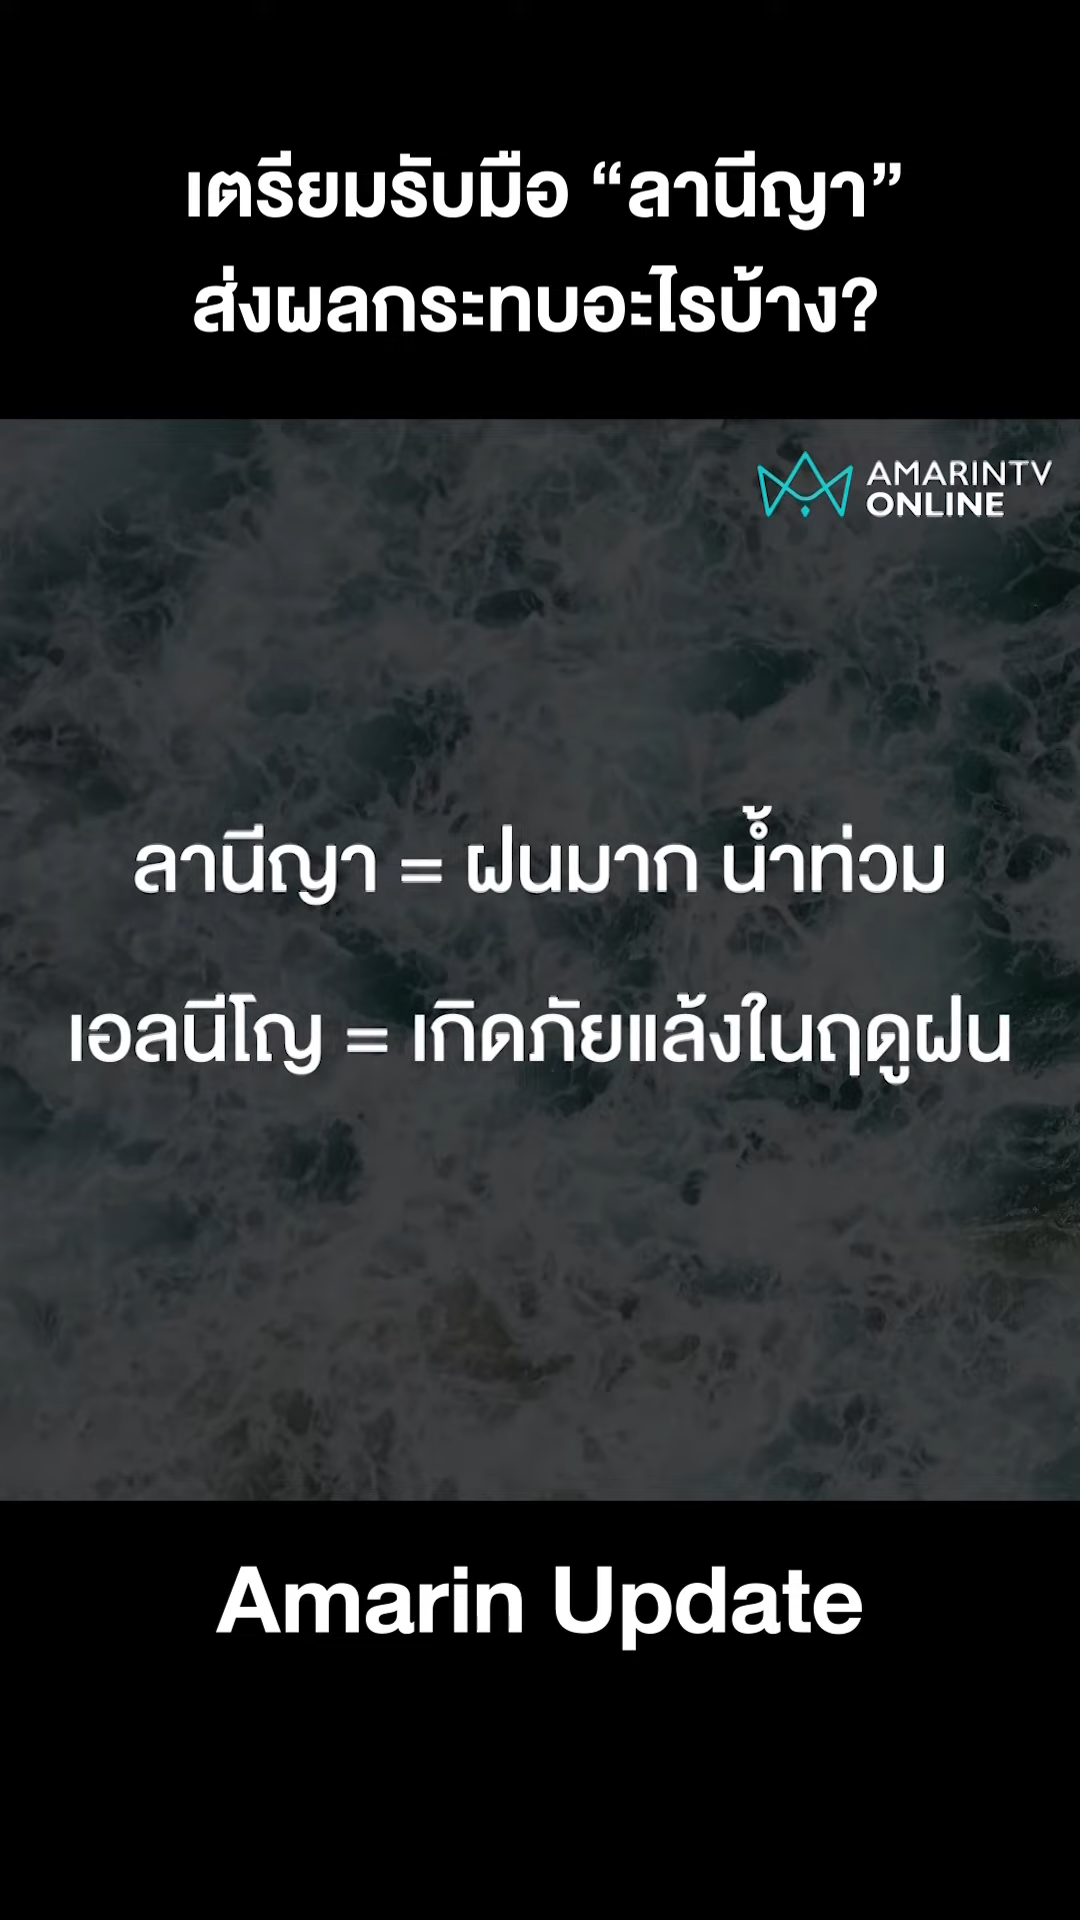 เตรียมรับมือ “ลานีญา”
ส่งผลกระทบอะไรบ้าง?
AMARINTV
ONLINE
ลานีญา = ฝนมาก น้ำท่วม
เอลนีโญ = เกิดภัยแล้งในฤดูฝน
Amarin Update